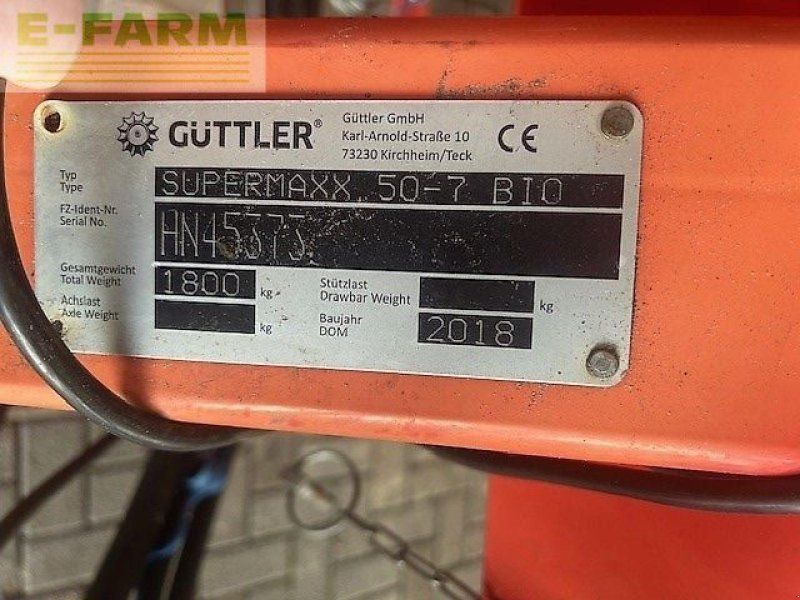 E-FARM
GÜTTLER®
Güttler GmbH
Karl-Arnold-Straße 10
73230 Kirchheim/Teck
CE
Typ
Type
SUPERMAXX 50-7 BIO
FZ-Ident-Nr.
Serial No.
HN45373
Gesamtgewicht
Total Weight
1800 kg
Stützlast
Drawbar Weight
kg
Achslast
Axle Weight
kg
Baujahr
DOM
2018